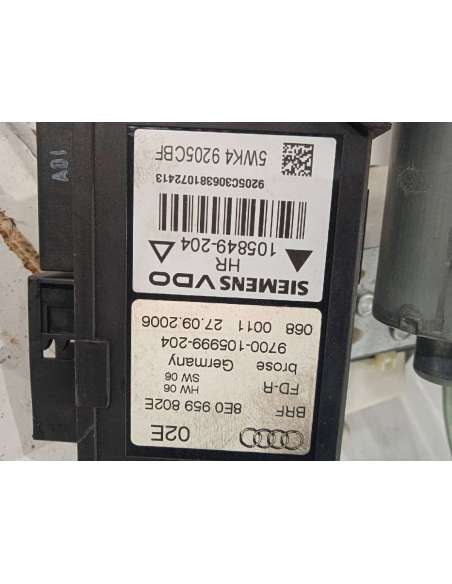 02E
8E0 959 802E
BRF
HW 06
SW 06
FD-R
brose Germany
9700-105999-204
068 0011 27.09.2006
SIEMENS VDO
HR
105849-204
9205C306381072413
5WK4 9205CBF
A01